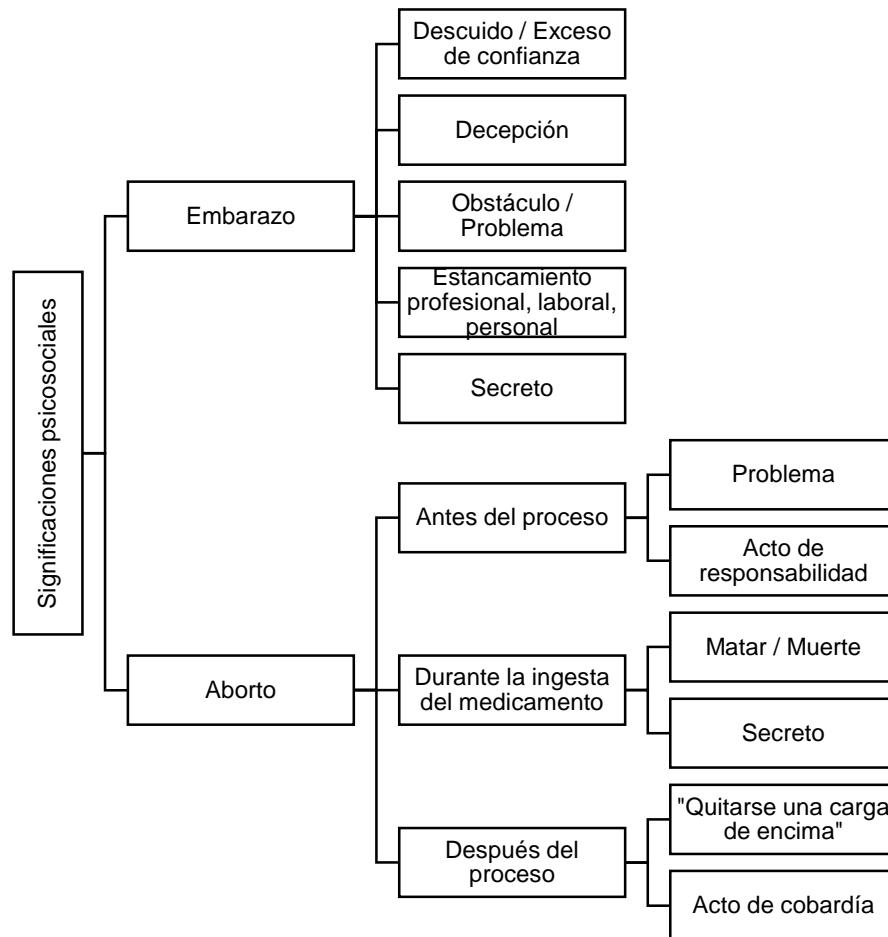 Significaciones psicosociales
Embarazo
Descuido / Exceso
de confianza
Decepción
Obstáculo /
Problema
Estancamiento
profesional, laboral,
personal
Secreto
Aborto
Antes del proceso
Problema
Acto de
responsabilidad
Durante la ingesta
del medicamento
Matar / Muerte
Secreto
Después del
proceso
"Quitarse una carga
de encima"
Acto de cobardía